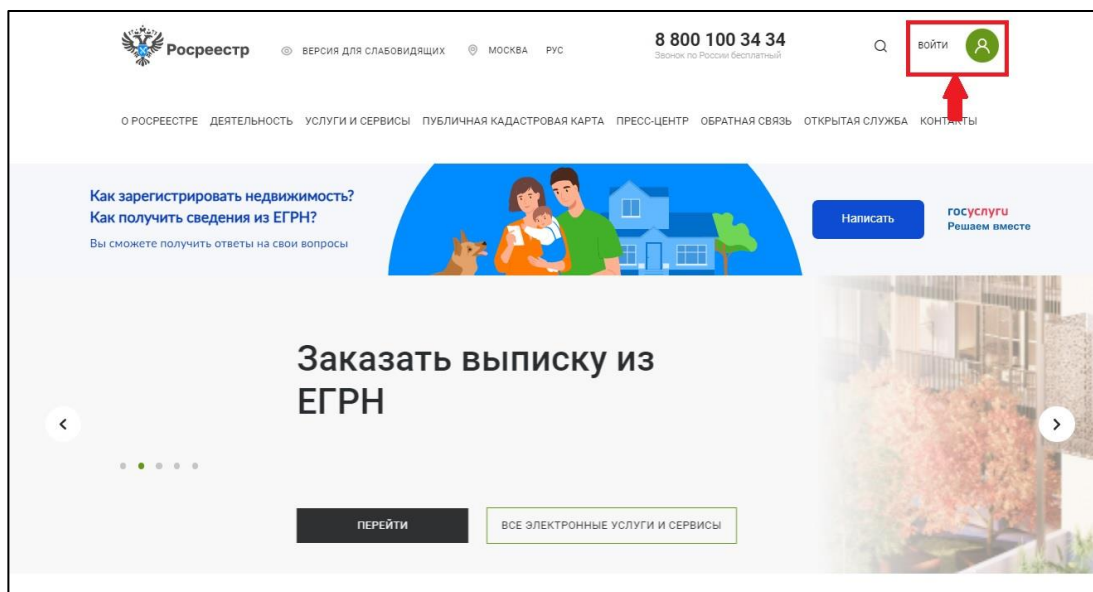 Росреестр
ВЕРСИЯ ДЛЯ СЛАБОВИДЯЩИХ
МОСКВА
РУС
8 800 100 34 34
Звонок по России бесплатный
ВОЙТИ
О РОСРЕЕСТРЕ ДЕЯТЕЛЬНОСТЬ УСЛУГИ И СЕРВИСЫ ПУБЛИЧНАЯ КАДАСТРОВАЯ КАРТА ПРЕСС-ЦЕНТР ОБРАТНАЯ СВЯЗЬ ОТКРЫТАЯ СЛУЖБА КОНТАКТЫ
Как зарегистрировать недвижимость?
Как получить сведения из ЕГРН?
Вы сможете получить ответы на свои вопросы
Написать
госуслуги
Решаем вместе
Заказать выписку из
ЕГРН
ПЕРЕЙТИ
ВСЕ ЭЛЕКТРОННЫЕ УСЛУГИ И СЕРВИСЫ